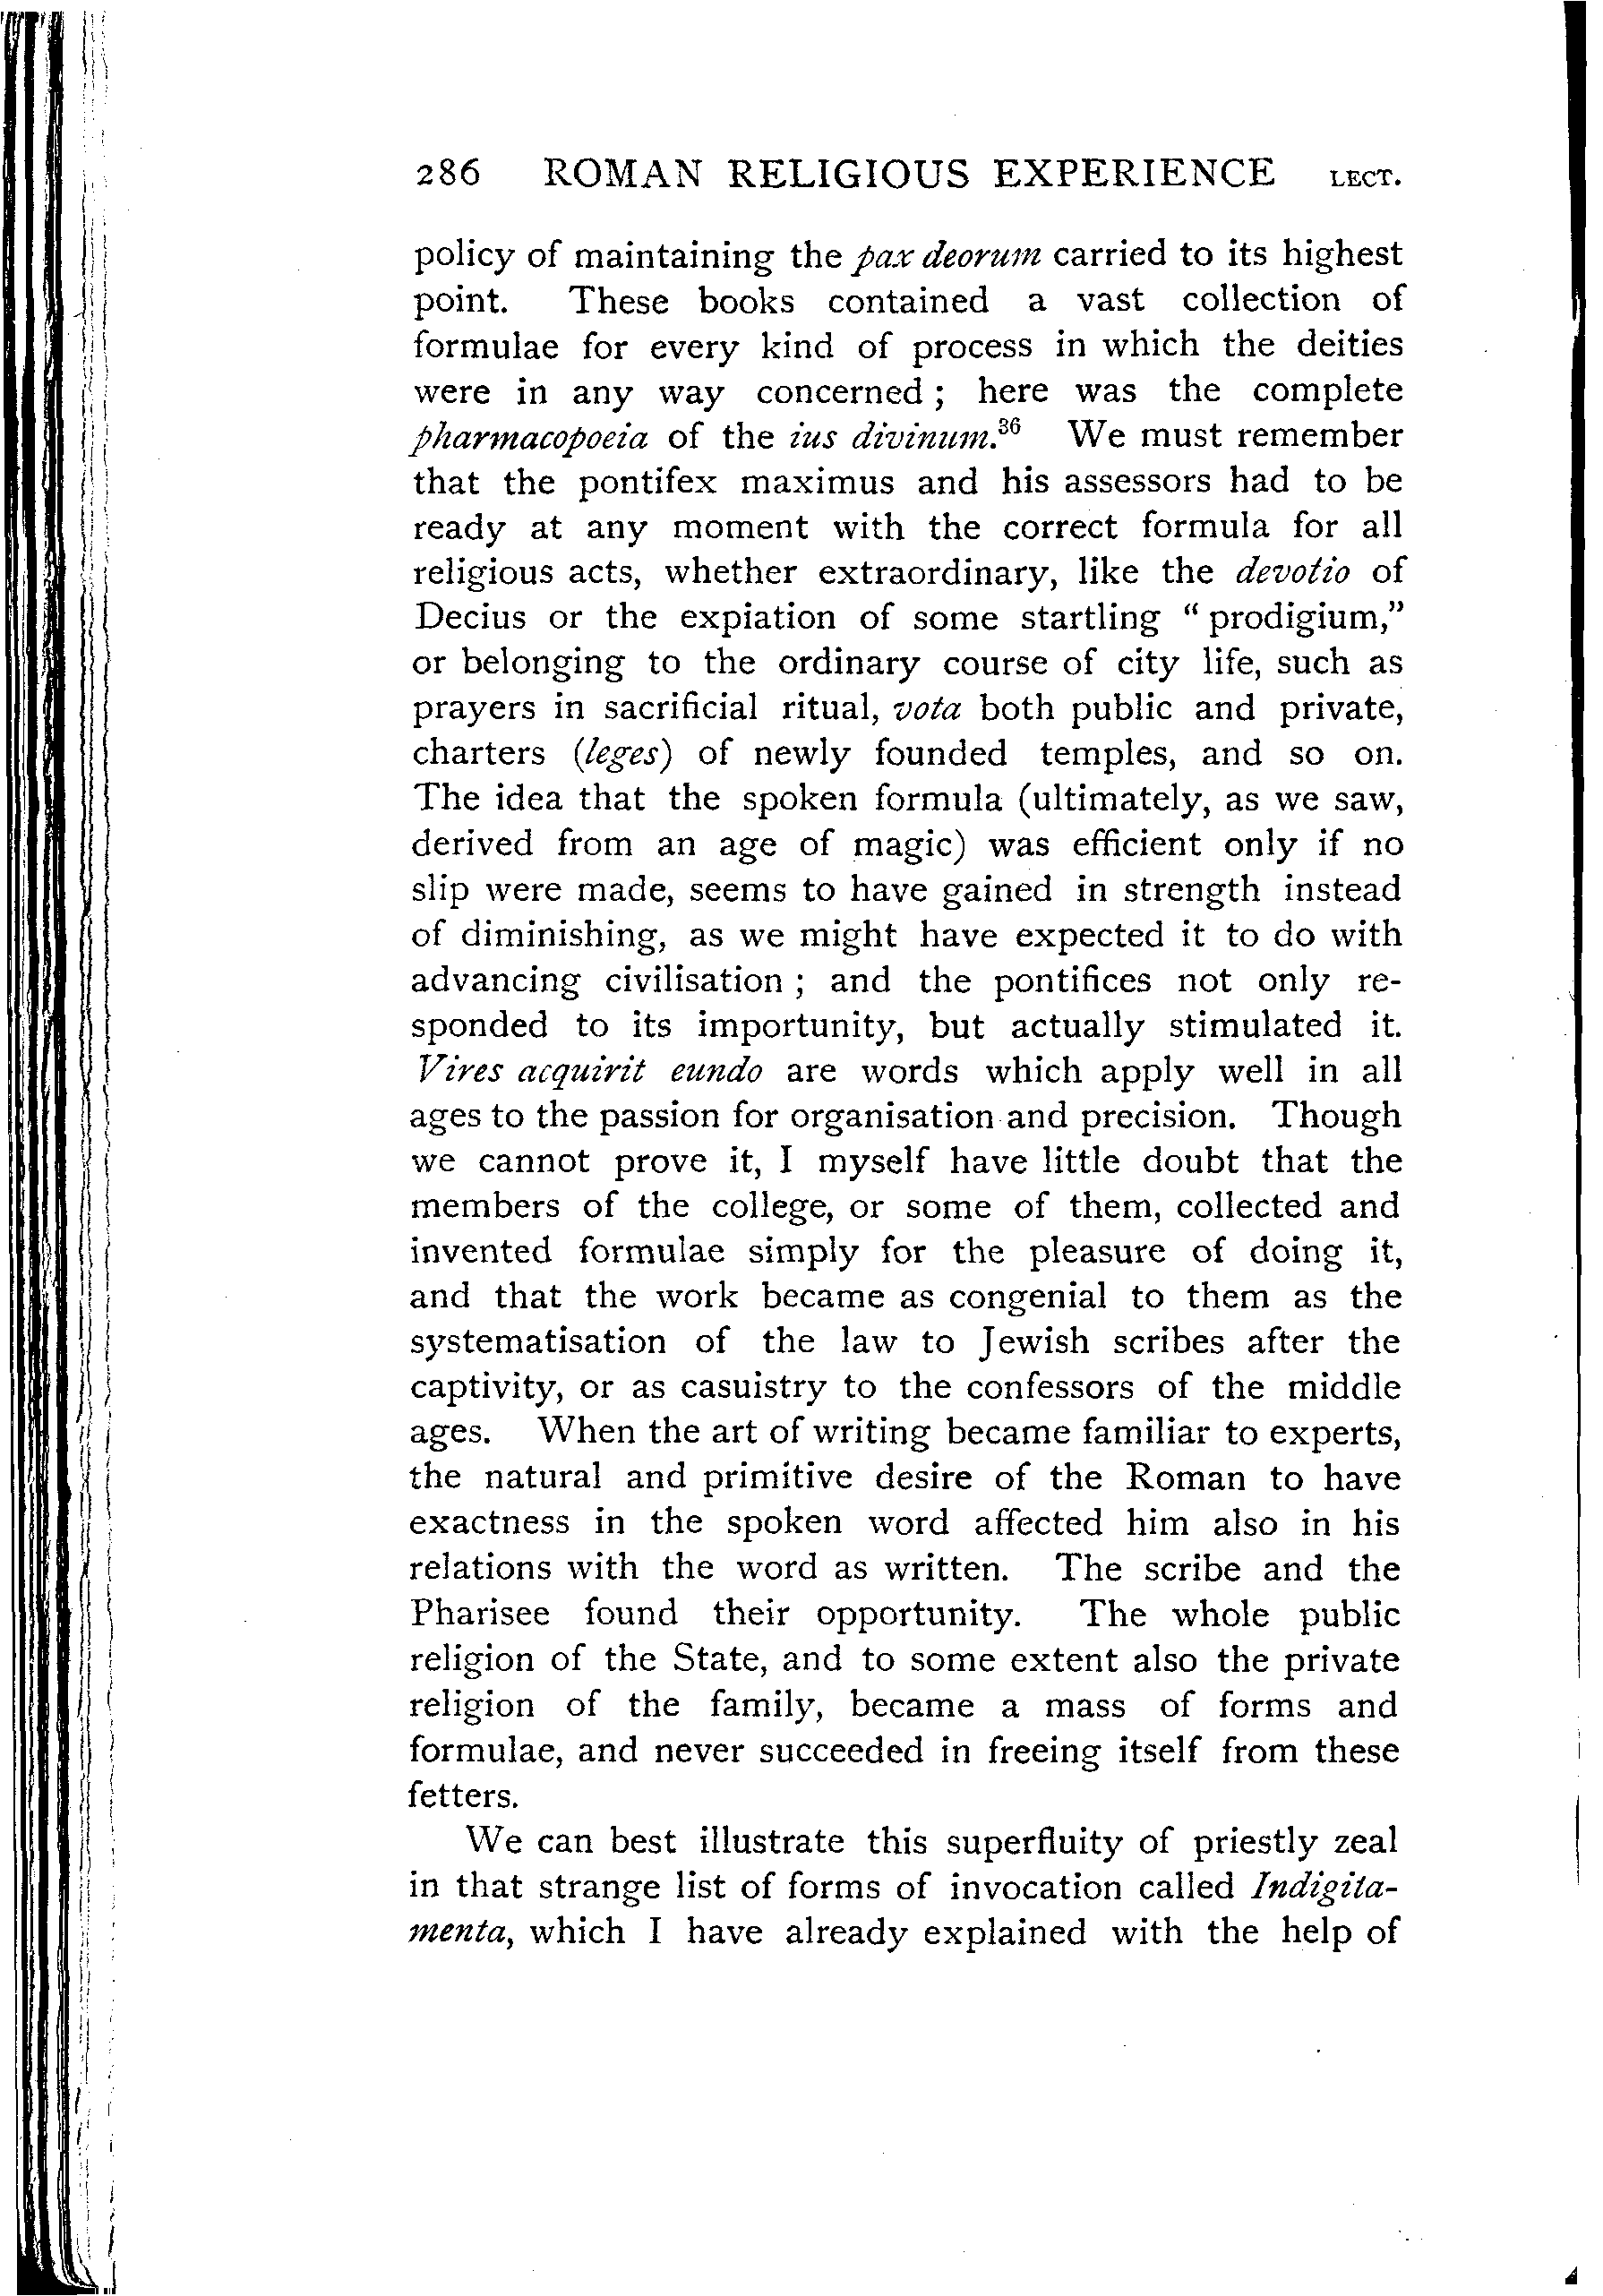 286 ROMAN RELIGIOUS EXPERIENCE LECT.
policy of maintaining the pax deorum carried to its highest
point. These books contained a vast collection of
formulae for every kind of process in which the deities
were in any way concerned ; here was the complete
pharmacopoeia of the ius divinum.36 We must remember
that the pontifex maximus and his assessors had to be
ready at any moment with the correct formula for all
religious acts, whether extraordinary, like the devotio of
Decius or the expiation of some startling " prodigium,"
or belonging to the ordinary course of city life, such as
prayers in sacrificial ritual, vota both public and private,
charters (leges) of newly founded temples, and so on.
The idea that the spoken formula (ultimately, as we saw,
derived from an age of magic) was efficient only if no
slip were made, seems to have gained in strength instead
of diminishing, as we might have expected it to do with
advancing civilisation ; and the pontifices not only re-
sponded to its importunity, but actually stimulated it.
Vires acquirit eundo are words which apply well in all
ages to the passion for organisation and precision. Though
we cannot prove it, I myself have little doubt that the
members of the college, or some of them, collected and
invented formulae simply for the pleasure of doing it,
and that the work became as congenial to them as the
systematisation of the law to Jewish scribes after the
captivity, or as casuistry to the confessors of the middle
ages. When the art of writing became familiar to experts,
the natural and primitive desire of the Roman to have
exactness in the spoken word affected him also in his
relations with the word as written. The scribe and the
Pharisee found their opportunity. The whole public
religion of the State, and to some extent also the private
religion of the family, became a mass of forms and
formulae, and never succeeded in freeing itself from these
fetters.
We can best illustrate this superfluity of priestly zeal
in that strange list of forms of invocation called Indigita-
menta, which I have already explained with the help of